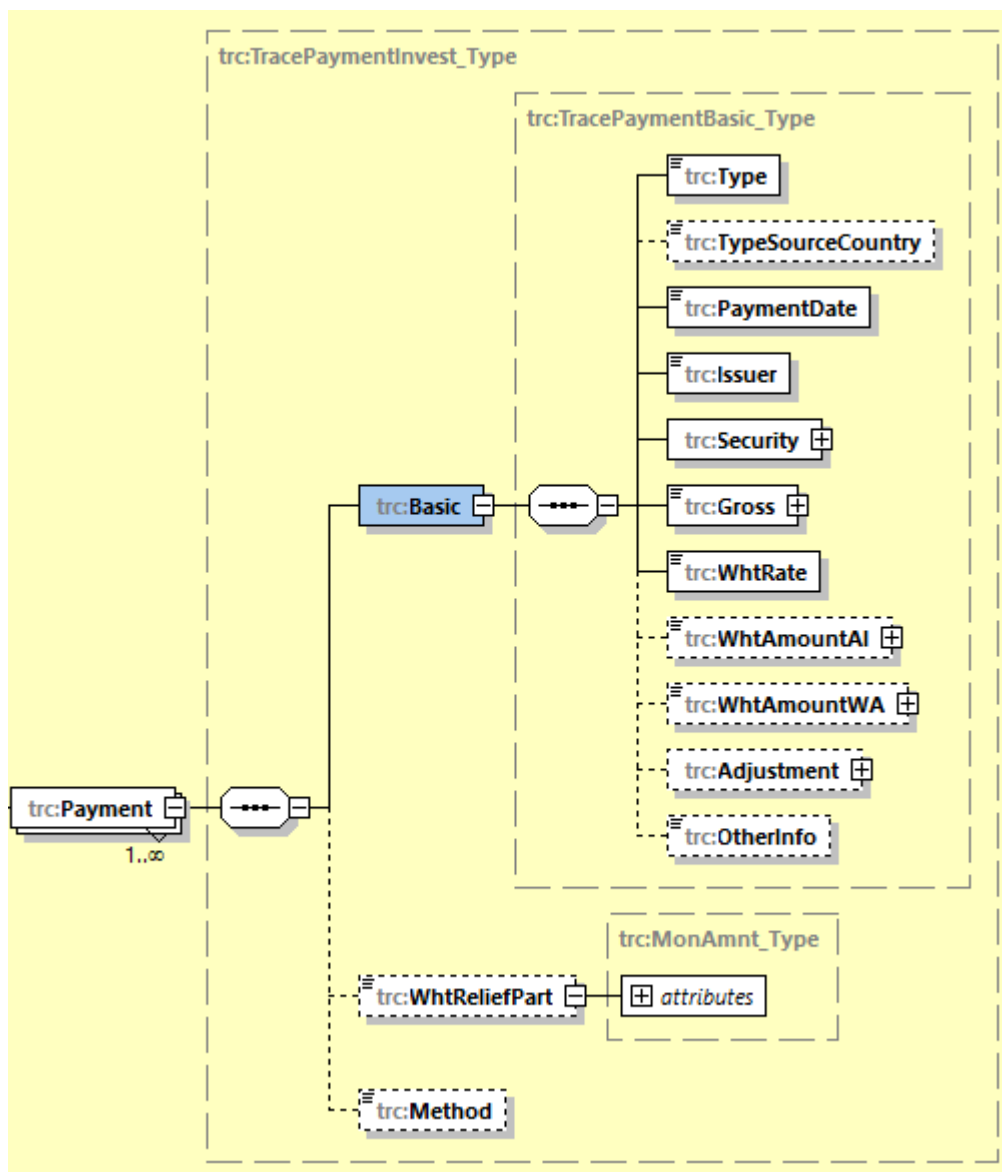 trc:TracePaymentInvest_Type
trc:TracePaymentBasic_Type
trc:Type
trc:TypeSourceCountry
trc:PaymentDate
trc:Issuer
trc:Security
trc:Basic
trc:Gross
trc:WhtRate
trc:WhtAmountAI
trc:WhtAmountWA
trc:Adjustment
trc:Payment
1..∞
trc:OtherInfo
trc:MonAmnt_Type
trc:WhtReliefPart
attributes
trc:Method